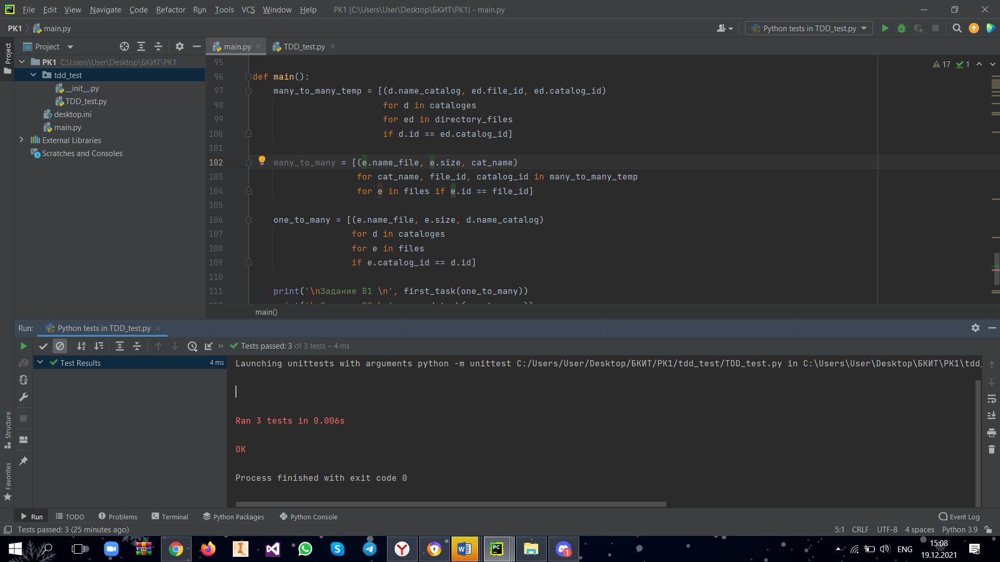 File Edit View Navigate Code Refactor Run Tools VCS Window Help PK1 [C:\Users\User\Desktop\БКИТ\PK1] - main.py
PK1 main.py
Python tests in TDD_test.py
Project
Project
main.py
TDD_test.py
PK1 C:\Users\User\Desktop\БКИТ\PK1
tdd_test
__init__.py
TDD_test.py
desktop.ini
main.py
External Libraries
Scratches and Consoles
17 1
95
96 def main():
97 many_to_many_temp = [(d.name_catalog, ed.file_id, ed.catalog_id)
98 for d in cataloges
99 for ed in directory_files
100 if d.id == ed.catalog_id]
101
102 many_to_many = [(e.name_file, e.size, cat_name)
103 for cat_name, file_id, catalog_id in many_to_many_temp
104 for e in files if e.id == file_id]
105
106 one_to_many = [(e.name_file, e.size, d.name_catalog)
107 for d in cataloges
108 for e in files
109 if e.catalog_id == d.id]
110
111 print('\nЗадание В1 \n', first_task(one_to_many))
main()
Run: Python tests in TDD_test.py
Tests passed: 3 of 3 tests – 4 ms
Test Results 4 ms
Launching unittests with arguments python -m unittest C:/Users/User/Desktop/БКИТ/PK1/tdd_test/TDD_test.py in C:\Users\User\Desktop\БКИТ\PK1\tdd_
Ran 3 tests in 0.006s
OK
Process finished with exit code 0
Structure
Favorites
Run TODO Problems Terminal Python Packages Python Console Event Log
Tests passed: 3 (25 minutes ago) 5:1 CRLF UTF-8 4 spaces Python 3.9
ENG
15:08
19.12.2021